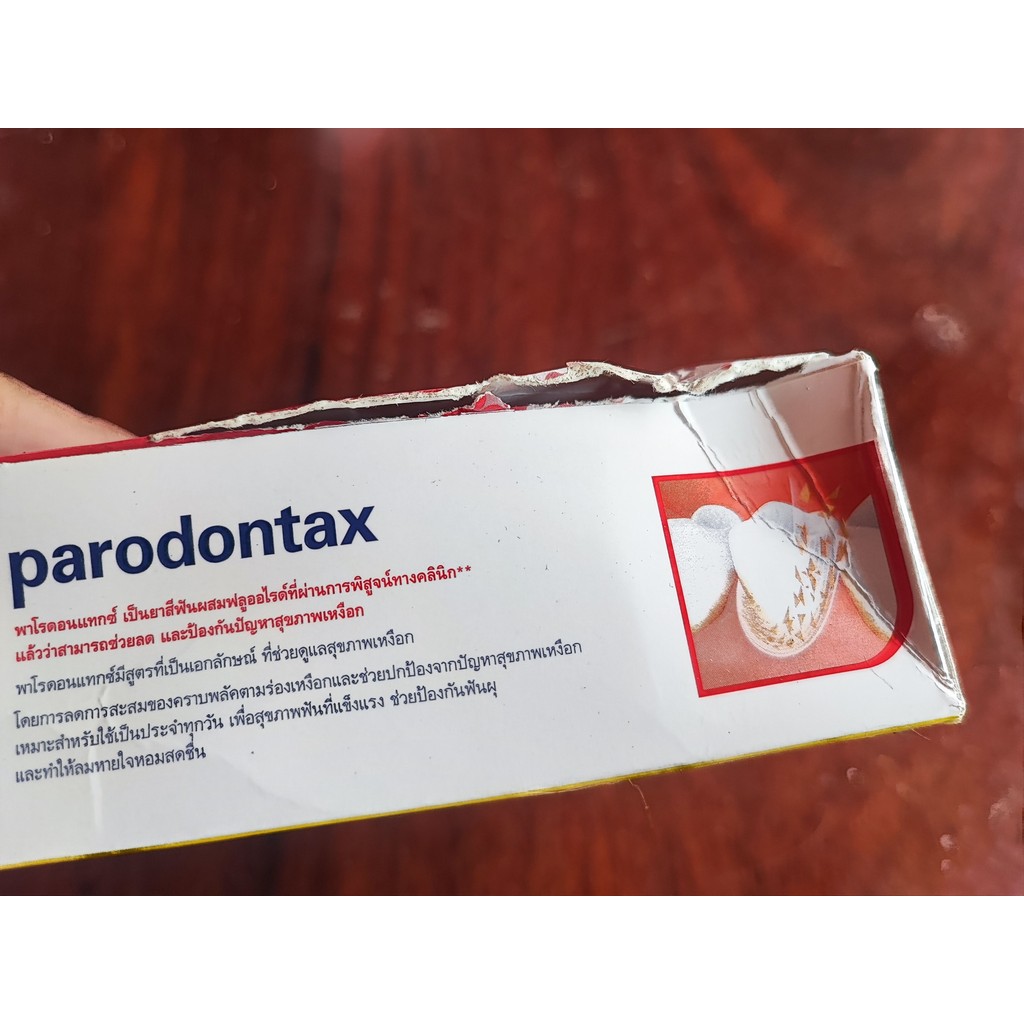 parodontax
พาโรดอนแทกซ์ เป็นยาสีฟันผสมฟลูออไรด์ที่ผ่านการพิสูจน์ทางคลินิก**
แล้วว่าสามารถช่วยลด และป้องกันปัญหาสุขภาพเหงือก
พาโรดอนแทกซ์มีสูตรที่เป็นเอกลักษณ์ ที่ช่วยดูแลสุขภาพเหงือก
โดยการลดการสะสมของคราบพลัคตามร่องเหงือกและช่วยปกป้องจากปัญหาสุขภาพเหงือก
เหมาะสำหรับใช้เป็นประจำทุกวัน เพื่อสุขภาพฟันที่แข็งแรง ช่วยป้องกันฟันผุ
และทำให้ลมหายใจหอมสดชื่น